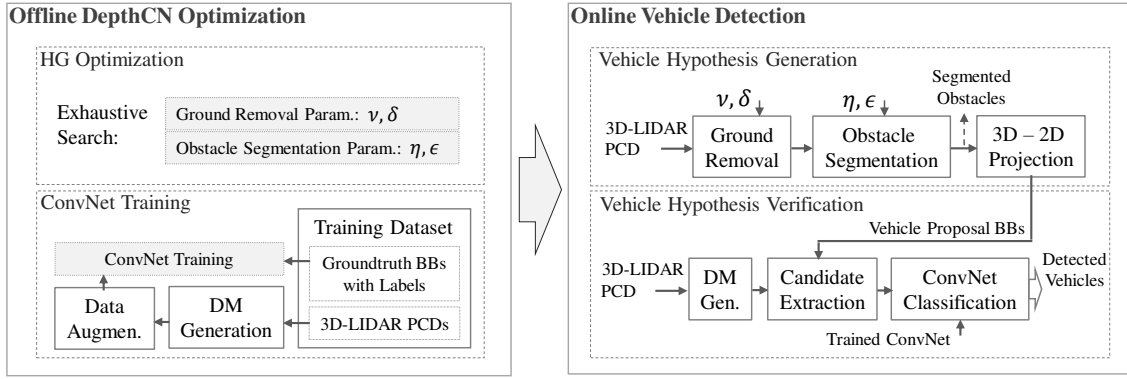 Offline DepthCN Optimization
HG Optimization
Exhaustive
Search:
Ground Removal Param.: ν, δ
Obstacle Segmentation Param.: η, ϵ
ConvNet Training
Training Dataset
ConvNet Training
Groundtruth BBs
with Labels
Data
Augmen.
DM
Generation
3D-LIDAR PCDs
Online Vehicle Detection
Vehicle Hypothesis Generation
Segmented
Obstacles
ν, δ
η, ϵ
3D-LIDAR
PCD
Ground
Removal
Obstacle
Segmentation
3D – 2D
Projection
Vehicle Hypothesis Verification
Vehicle Proposal BBs
3D-LIDAR
PCD
DM
Gen.
Candidate
Extraction
ConvNet
Classification
Detected
Vehicles
Trained ConvNet